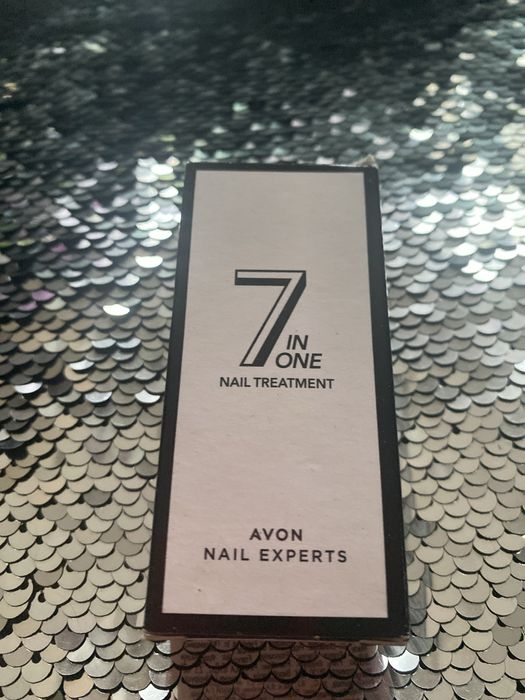 7 IN
ONE
NAIL TREATMENT
AVON
NAIL EXPERTS